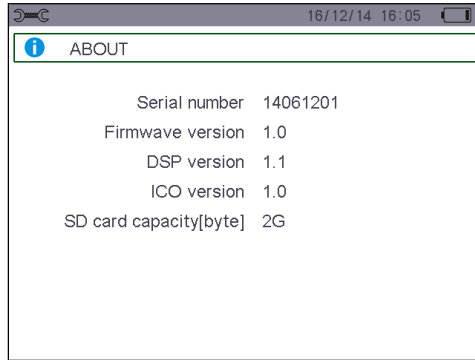 16/12/14 16:05
ABOUT
Serial number 14061201
Firmwave version 1.0
DSP version 1.1
ICO version 1.0
SD card capacity[byte] 2G